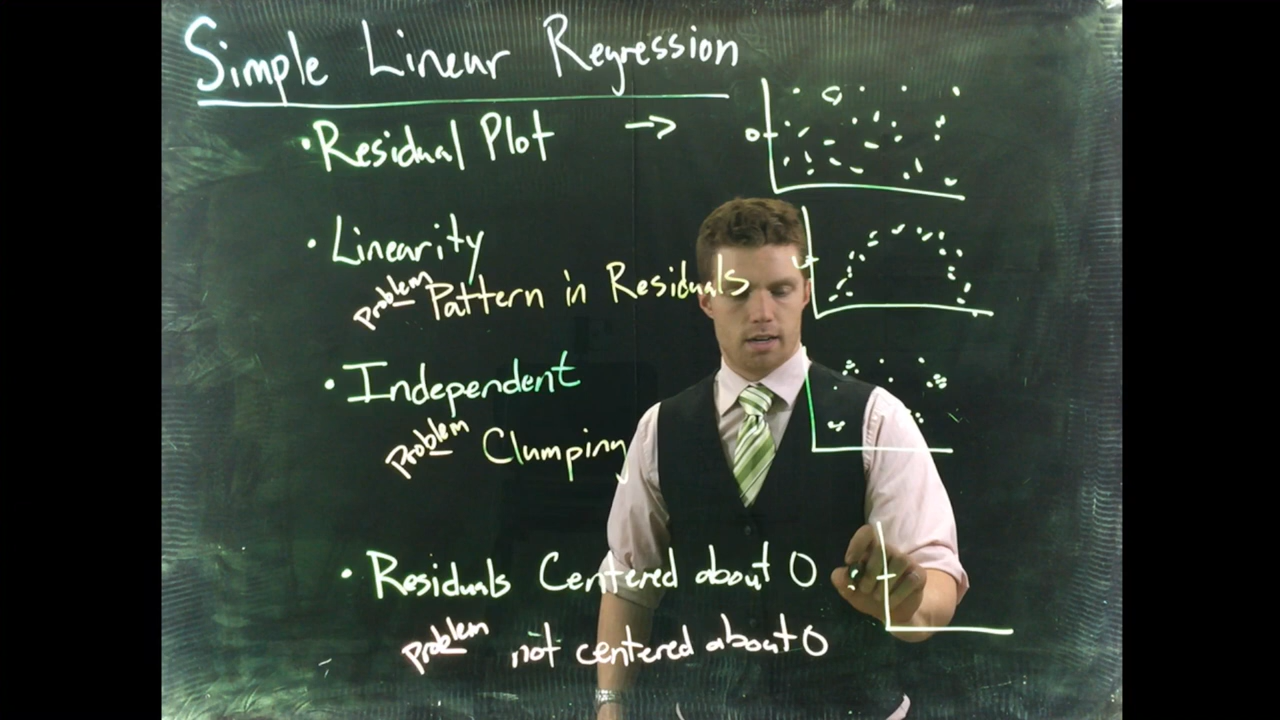 Simple Linear Regression
• Residual Plot →
0
• Linearity
problem Pattern in Residuals
• Independent
Problem Clumping
• Residuals Centered about 0
problem not centered about 0